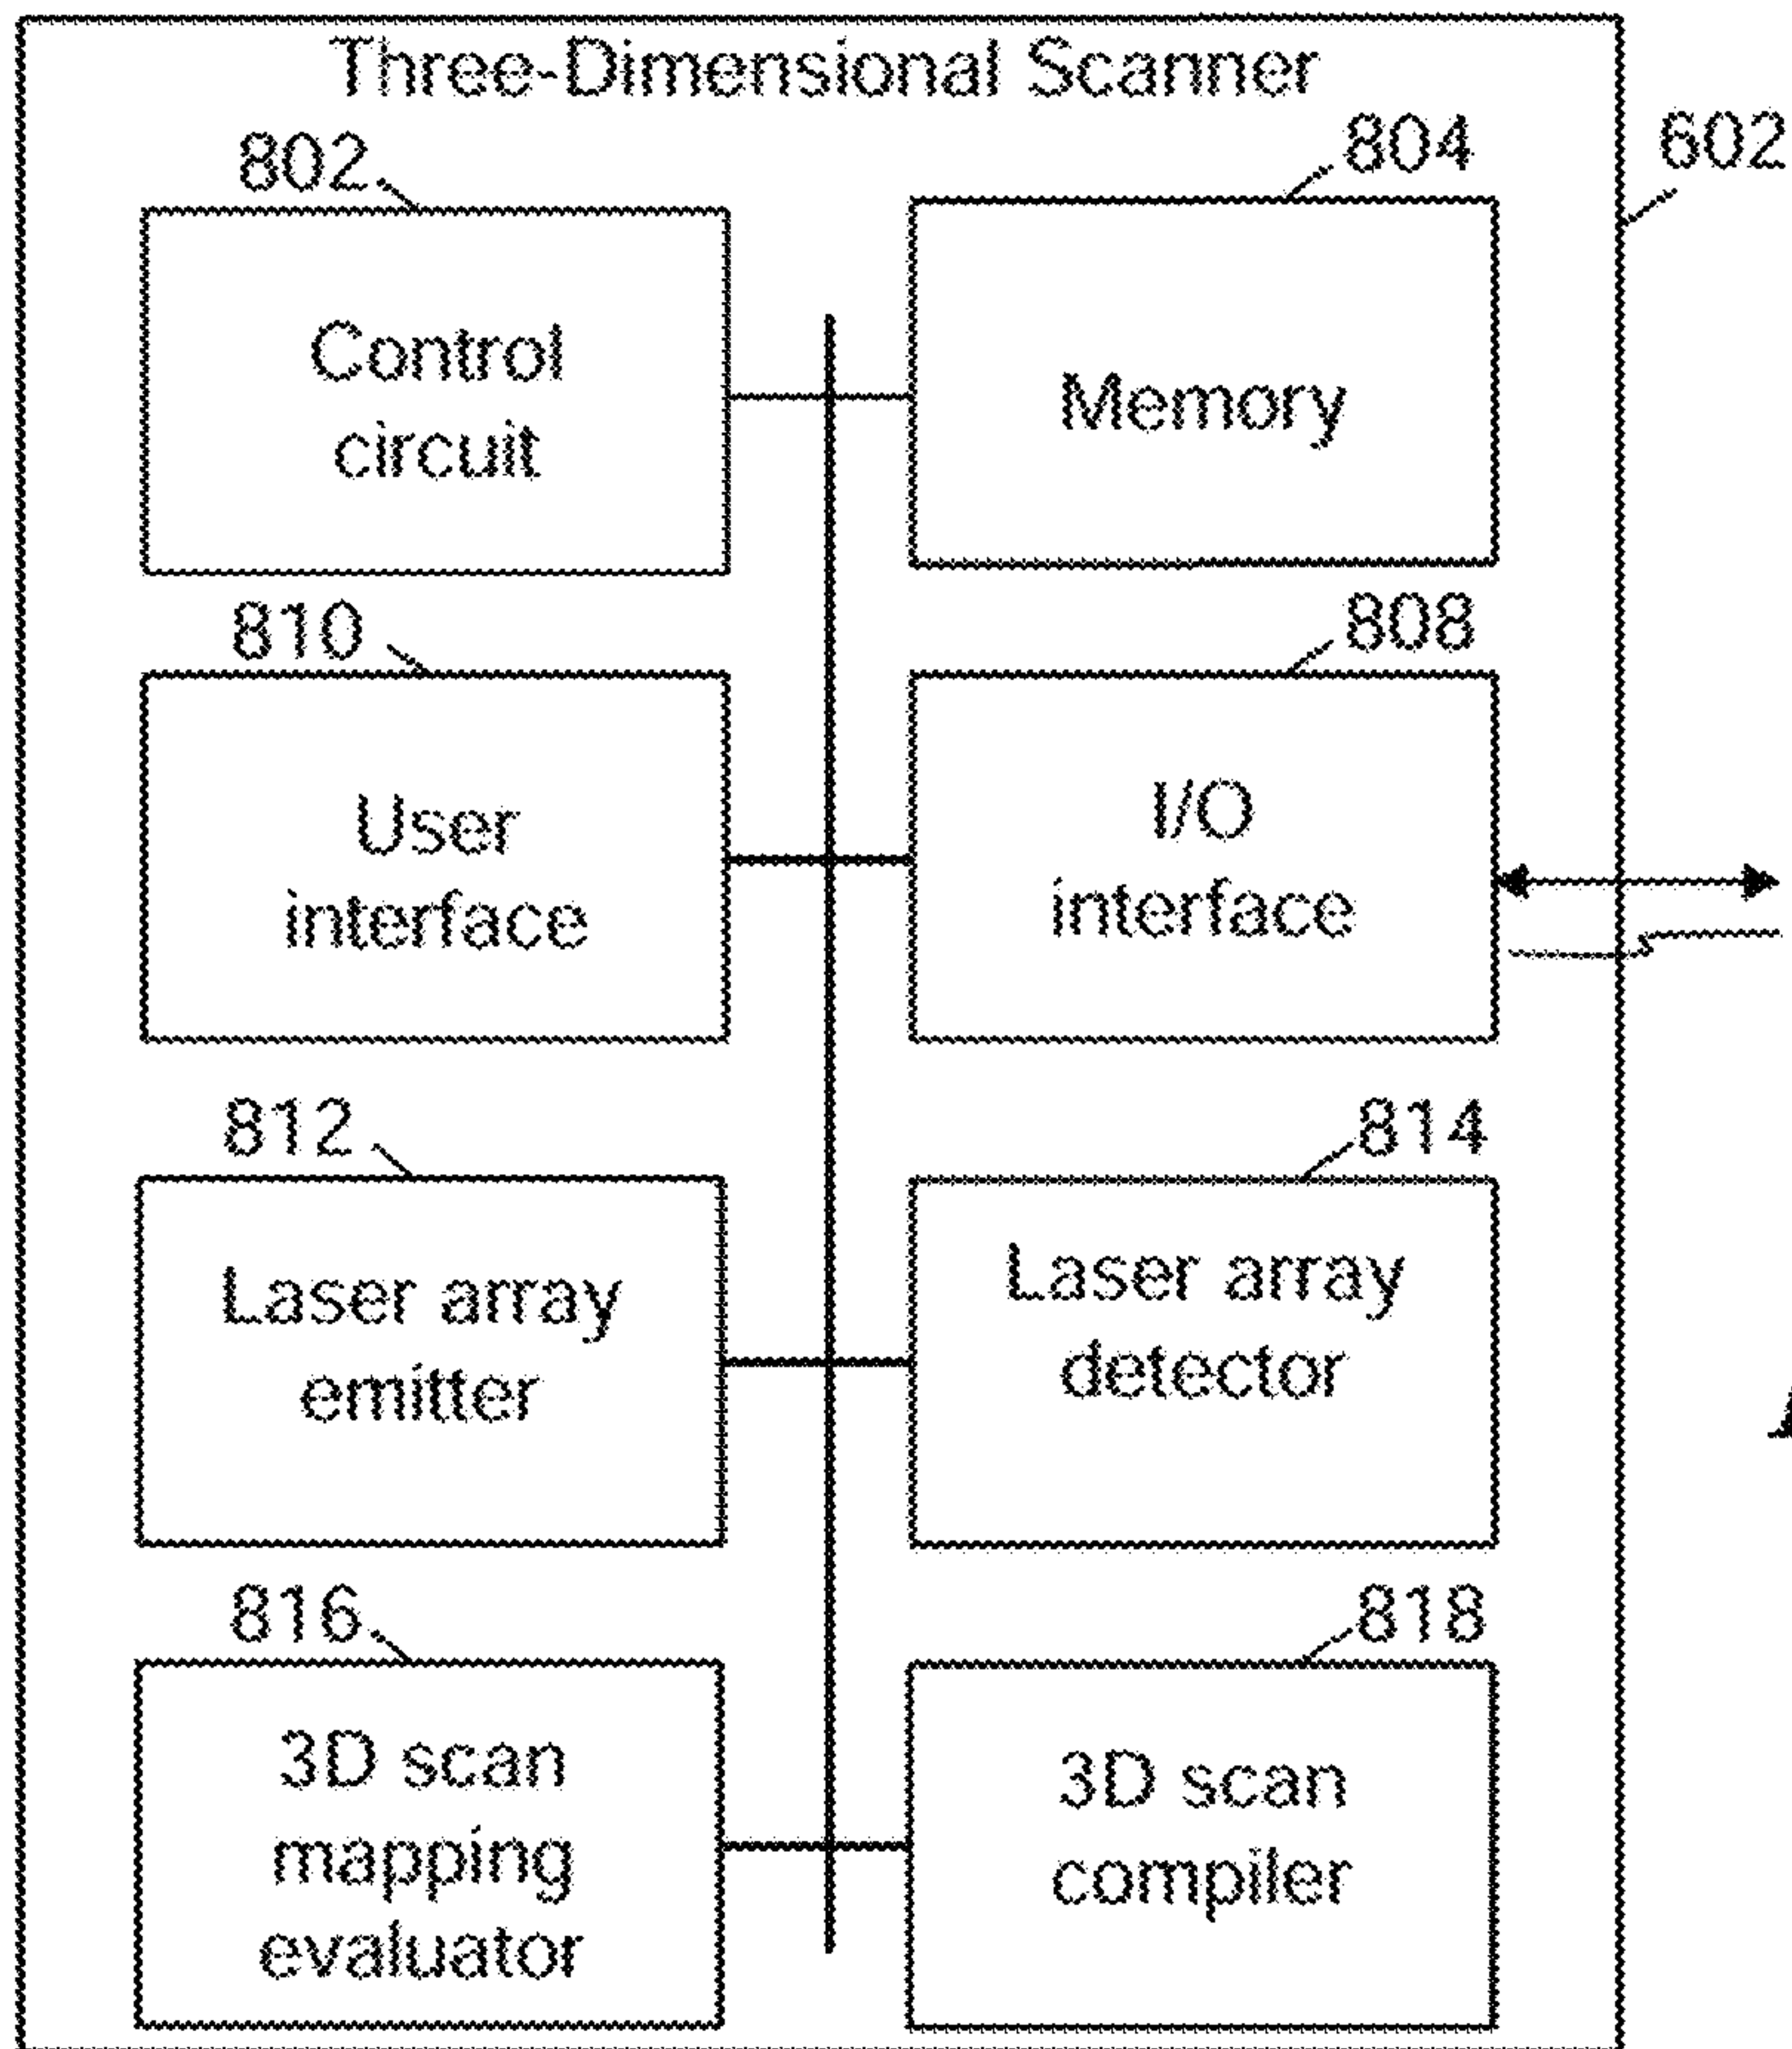 Three-Dimensional Scanner
802
804
602
Control
circuit
Memory
810
808
User
interface
I/O
interface
812
814
Laser array
emitter
Laser array
detector
816
818
3D scan
mapping
evaluator
3D scan
compiler